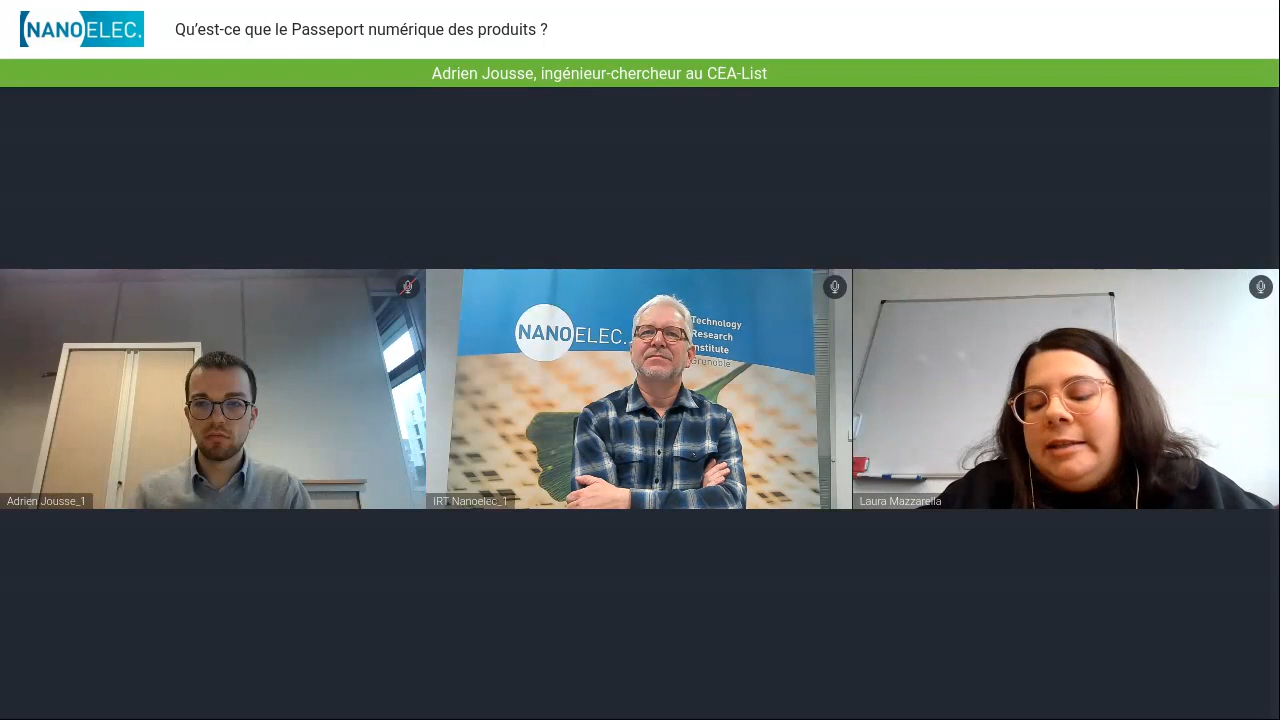 NANOELEC.
Qu’est-ce que le Passeport numérique des produits ?
Adrien Jousse, ingénieur-chercheur au CEA-List
NANOELEC.
Technology
Research
Institute
Grenoble
Adrien Jousse_1
IRT Nanoelec_1
Laura Mazzarella